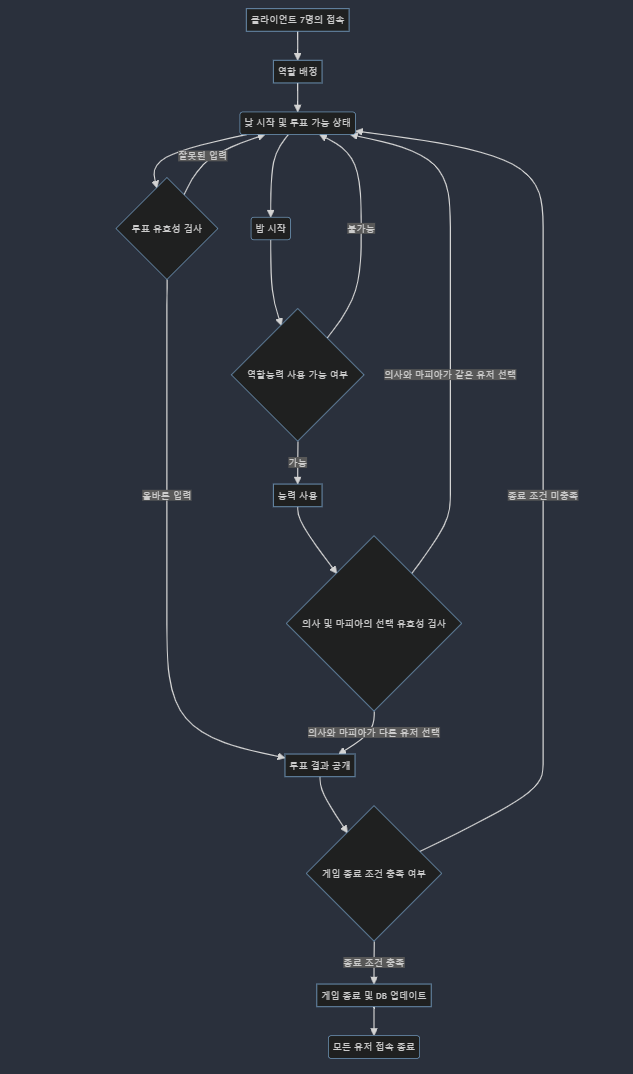 클라이언트 7명의 접속
역할 배정
낮 시작 및 투표 가능 상태
잘못된 입력
투표 유효성 검사
밤 시작
불가능
역할능력 사용 가능 여부
의사와 마피아가 같은 유저 선택
가능
능력 사용
올바른 입력
종료 조건 미충족
의사 및 마피아의 선택 유효성 검사
의사와 마피아가 다른 유저 선택
투표 결과 공개
게임 종료 조건 충족 여부
종료 조건 충족
게임 종료 및 DB 업데이트
모든 유저 접속 종료